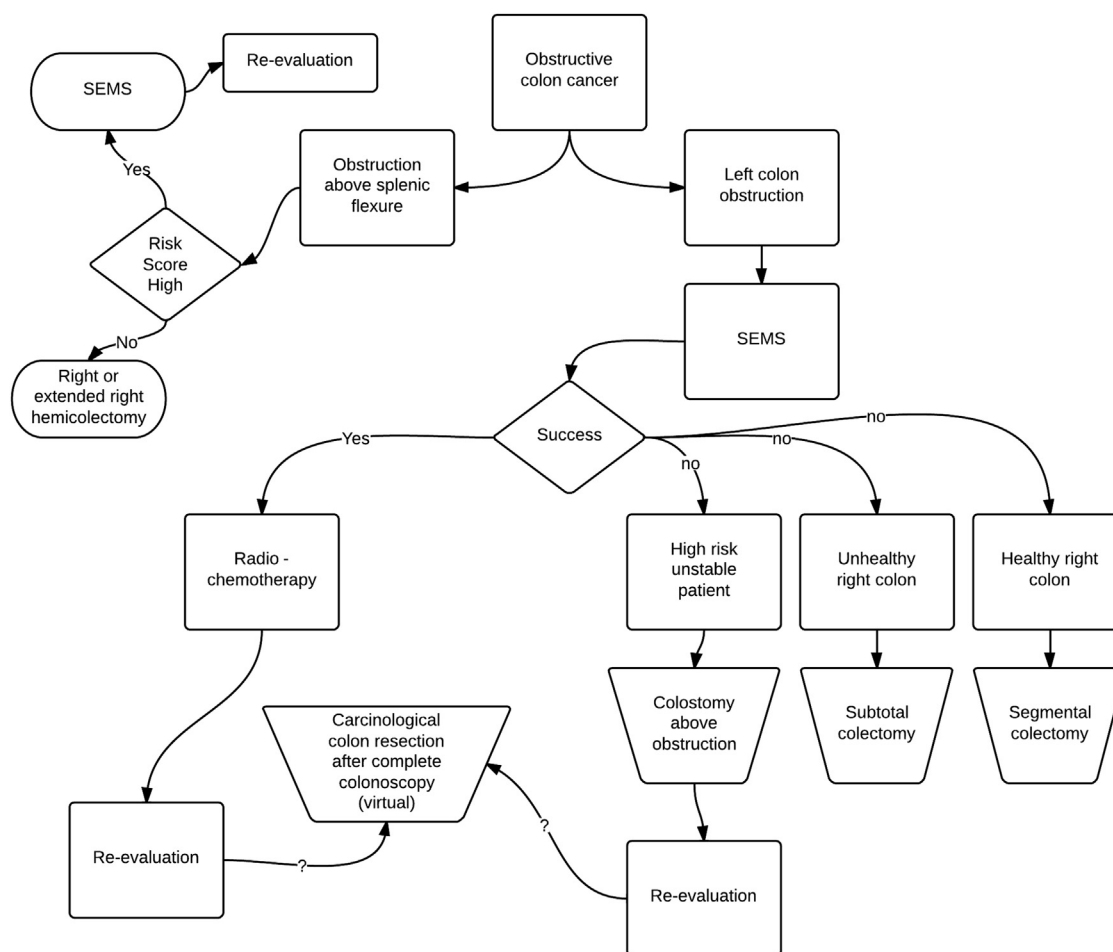 Obstructive
colon cancer
SEMS
Re-evaluation
Obstruction
above splenic
flexure
Left colon
obstruction
Yes
Risk
Score
High
No
Right or
extended right
hemicolectomy
SEMS
Success
Yes
no
no
no
Radio -
chemotherapy
High risk
unstable
patient
Unhealthy
right colon
Healthy right
colon
Carcinological
colon resection
after complete
colonoscopy
(virtual)
Colostomy
above
obstruction
Subtotal
colectomy
Segmental
colectomy
Re-evaluation
?
?
Re-evaluation